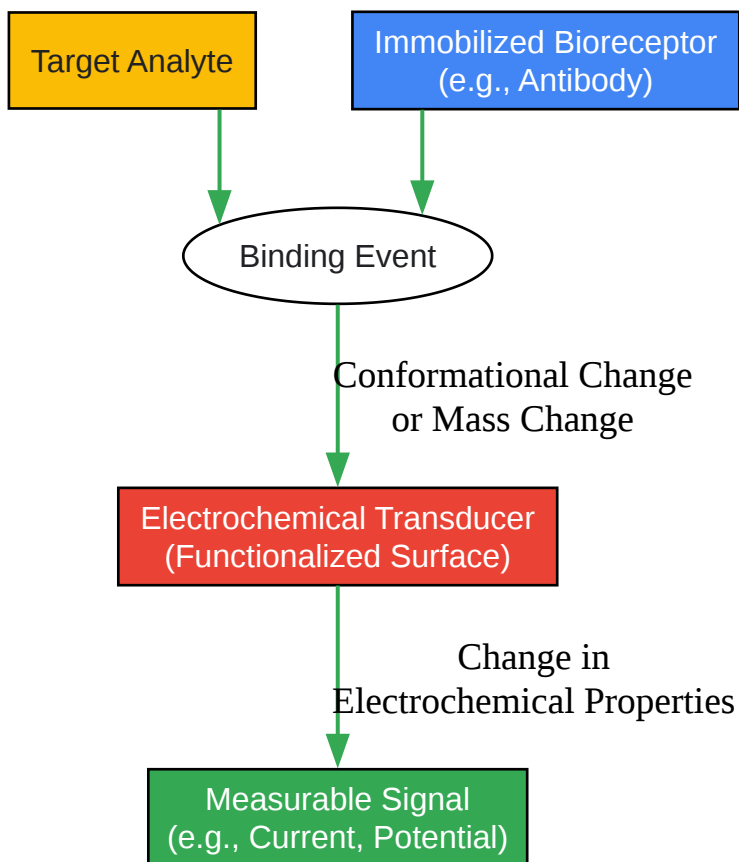 Target Analyte
Immobilized Bioreceptor
(e.g., Antibody)
Binding Event
Conformational Change
or Mass Change
Electrochemical Transducer
(Functionalized Surface)
Change in
Electrochemical Properties
Measurable Signal
(e.g., Current, Potential)